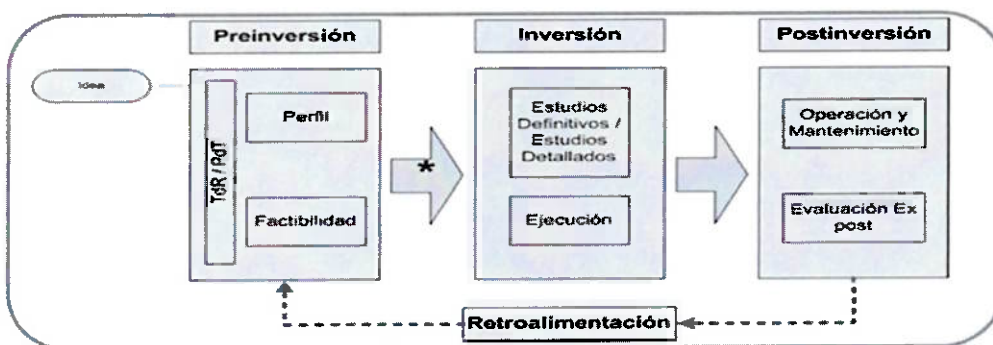 Preinversión
Inversión
Postinversión
Idea
TdR / PdT
Perfil
Factibilidad
*
Estudios
Definitivos /
Estudios
Detallados
Ejecución
Operación y
Mantenimiento
Evaluación Ex
post
Retroalimentación